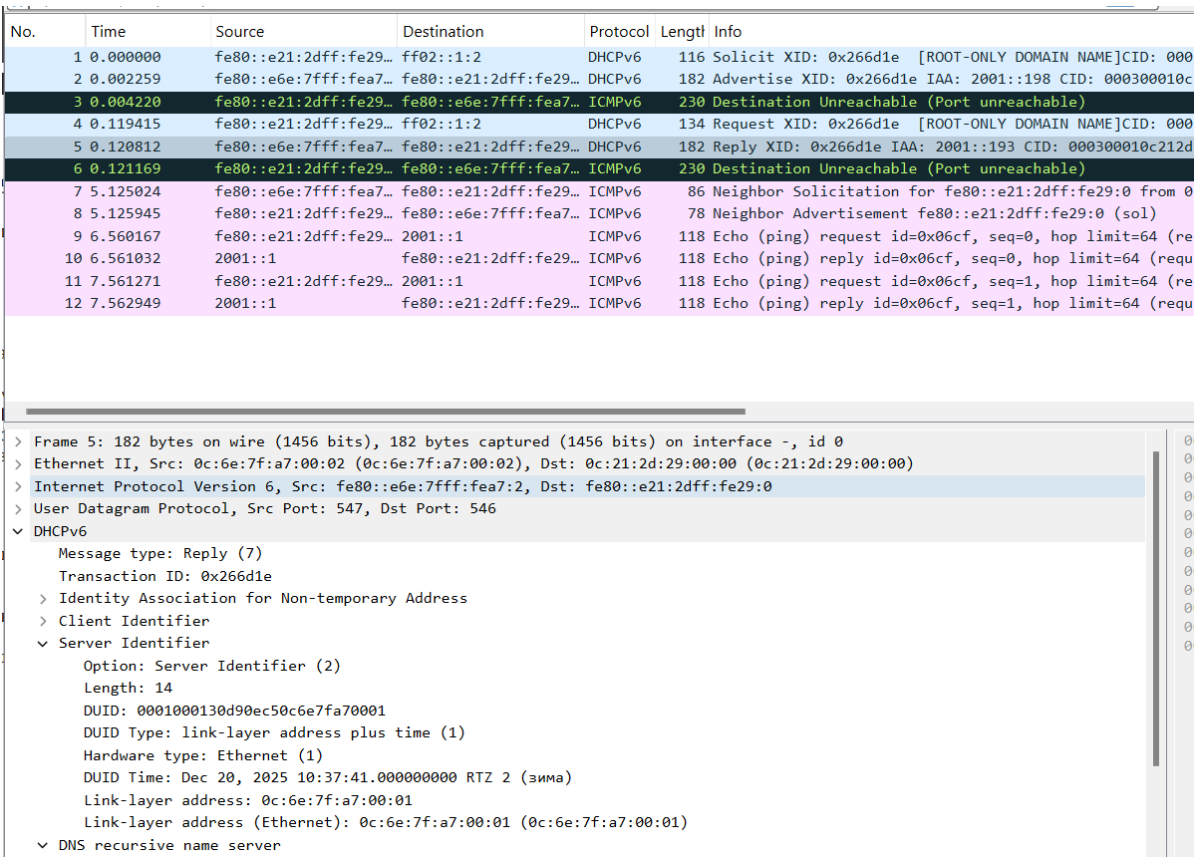 No. Time Source Destination Protocol Length Info
1 0.000000 fe80::e21:2dff:fe29… ff02::1:2 DHCPv6 116 Solicit XID: 0x266d1e [ROOT-ONLY DOMAIN NAME]CID: 000
2 0.002259 fe80::e6e:7fff:fea7… fe80::e21:2dff:fe29… DHCPv6 182 Advertise XID: 0x266d1e IAA: 2001::198 CID: 000300010c
3 0.004220 fe80::e21:2dff:fe29… fe80::e6e:7fff:fea7… ICMPv6 230 Destination Unreachable (Port unreachable)
4 0.119415 fe80::e21:2dff:fe29… ff02::1:2 DHCPv6 134 Request XID: 0x266d1e [ROOT-ONLY DOMAIN NAME]CID: 000
5 0.120812 fe80::e6e:7fff:fea7… fe80::e21:2dff:fe29… DHCPv6 182 Reply XID: 0x266d1e IAA: 2001::193 CID: 000300010c212d
6 0.121169 fe80::e21:2dff:fe29… fe80::e6e:7fff:fea7… ICMPv6 230 Destination Unreachable (Port unreachable)
7 5.125024 fe80::e6e:7fff:fea7… fe80::e21:2dff:fe29… ICMPv6 86 Neighbor Solicitation for fe80::e21:2dff:fe29:0 from 0
8 5.125945 fe80::e21:2dff:fe29… fe80::e6e:7fff:fea7… ICMPv6 78 Neighbor Advertisement fe80::e21:2dff:fe29:0 (sol)
9 6.560167 fe80::e21:2dff:fe29… 2001::1 ICMPv6 118 Echo (ping) request id=0x06cf, seq=0, hop limit=64 (re
10 6.561032 2001::1 fe80::e21:2dff:fe29… ICMPv6 118 Echo (ping) reply id=0x06cf, seq=0, hop limit=64 (requ
11 7.561271 fe80::e21:2dff:fe29… 2001::1 ICMPv6 118 Echo (ping) request id=0x06cf, seq=1, hop limit=64 (re
12 7.562949 2001::1 fe80::e21:2dff:fe29… ICMPv6 118 Echo (ping) reply id=0x06cf, seq=1, hop limit=64 (requ
Frame 5: 182 bytes on wire (1456 bits), 182 bytes captured (1456 bits) on interface -, id 0
Ethernet II, Src: 0c:6e:7f:a7:00:02 (0c:6e:7f:a7:00:02), Dst: 0c:21:2d:29:00:00 (0c:21:2d:29:00:00)
Internet Protocol Version 6, Src: fe80::e6e:7fff:fea7:2, Dst: fe80::e21:2dff:fe29:0
User Datagram Protocol, Src Port: 547, Dst Port: 546
DHCPv6
Message type: Reply (7)
Transaction ID: 0x266d1e
Identity Association for Non-temporary Address
Client Identifier
Server Identifier
Option: Server Identifier (2)
Length: 14
DUID: 0001000130d90ec50c6e7fa70001
DUID Type: link-layer address plus time (1)
Hardware type: Ethernet (1)
DUID Time: Dec 20, 2025 10:37:41.000000000 RTZ 2 (зима)
Link-layer address: 0c:6e:7f:a7:00:01
Link-layer address (Ethernet): 0c:6e:7f:a7:00:01 (0c:6e:7f:a7:00:01)
DNS recursive name server